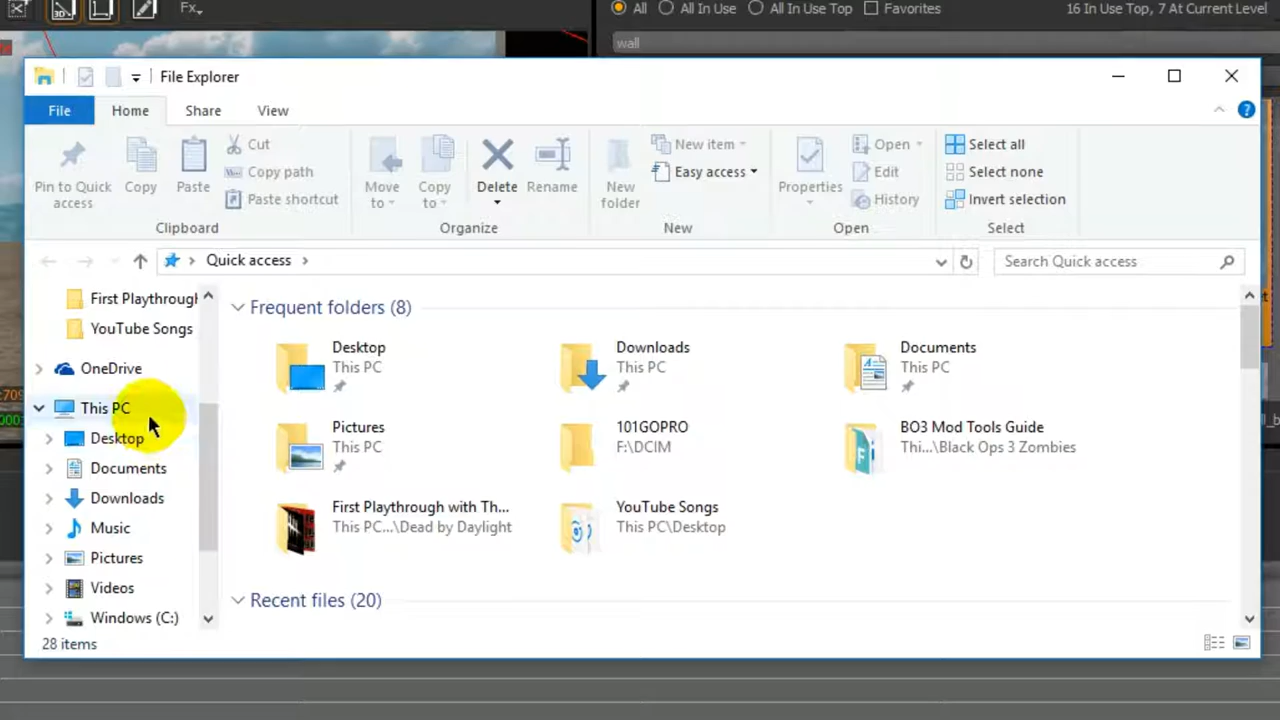 Fx
All All In Use All In Use Top Favorites 16 In Use Top, 7 At Current Level
wall
File Explorer
File Home Share View
Pin to Quick access
Copy
Paste
Cut
Copy path
Paste shortcut
Clipboard
Move to
Copy to
Delete
Rename
Organize
New folder
New item
Easy access
New
Properties
Open
Edit
History
Open
Select all
Select none
Invert selection
Select
Quick access
Search Quick access
First Playthrough
YouTube Songs
OneDrive
This PC
Desktop
Documents
Downloads
Music
Pictures
Videos
Windows (C:)
Frequent folders (8)
Desktop
This PC
Downloads
This PC
Documents
This PC
Pictures
This PC
101GOPRO
F:\DCIM
BO3 Mod Tools Guide
Thi...\Black Ops 3 Zombies
First Playthrough with Th...
This PC...\Dead by Daylight
YouTube Songs
This PC\Desktop
Recent files (20)
28 items